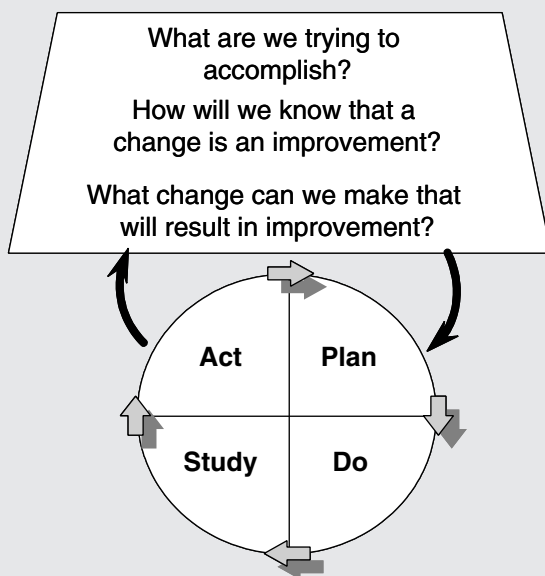 What are we trying to
accomplish?
How will we know that a
change is an improvement?
What change can we make that
will result in improvement?
Act
Plan
Study
Do